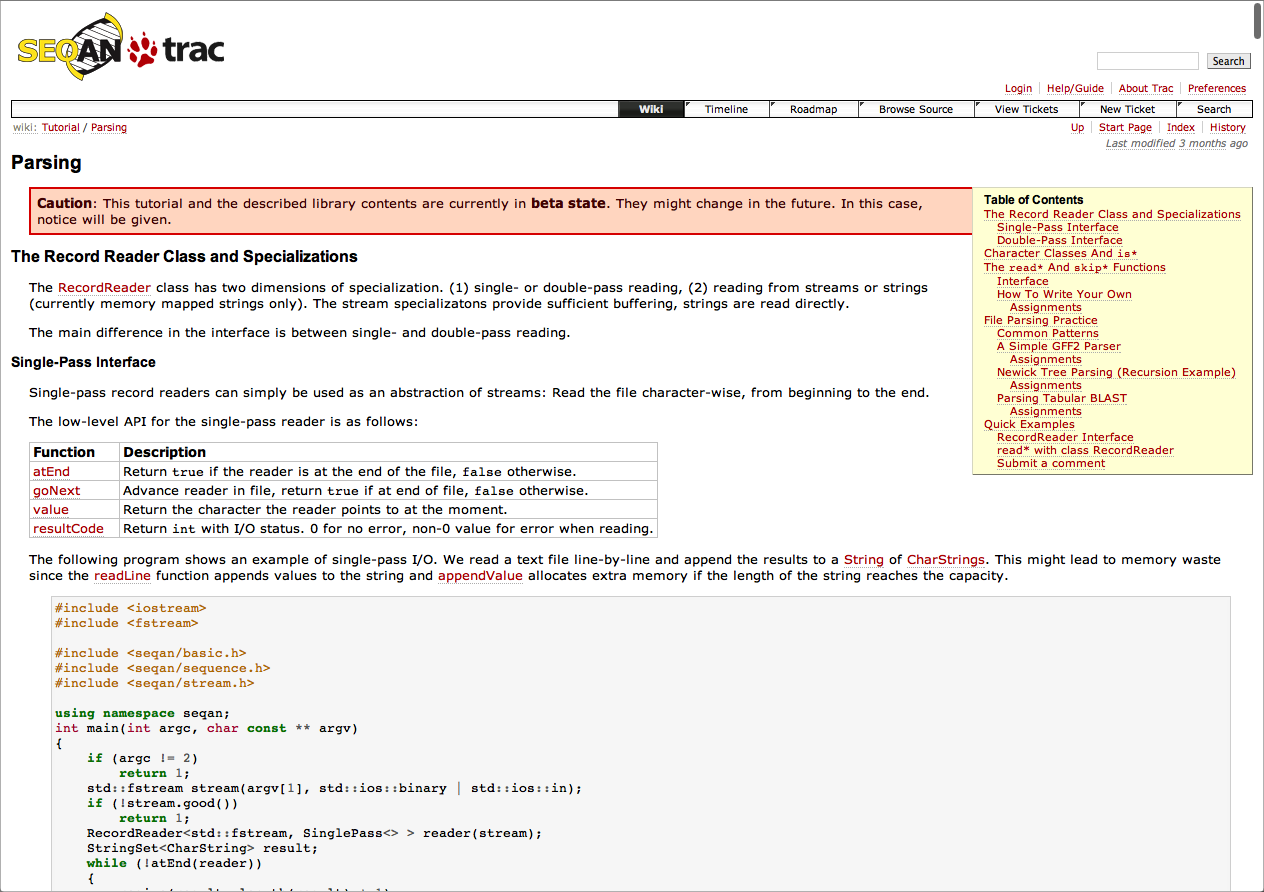 SEQAN trac
Search
Login Help/Guide About Trac Preferences
Wiki Timeline Roadmap Browse Source View Tickets New Ticket Search
wiki: Tutorial / Parsing
Up Start Page Index History
Last modified 3 months ago
Parsing
Caution: This tutorial and the described library contents are currently in beta state. They might change in the future. In this case,
notice will be given.
Table of Contents
The Record Reader Class and Specializations
Single-Pass Interface
Double-Pass Interface
Character Classes And is*
The read* And skip* Functions
Interface
How To Write Your Own
Assignments
File Parsing Practice
Common Patterns
A Simple GFF2 Parser
Assignments
Newick Tree Parsing (Recursion Example)
Assignments
Parsing Tabular BLAST
Assignments
Quick Examples
RecordReader Interface
read* with class RecordReader
Submit a comment
The Record Reader Class and Specializations
The RecordReader class has two dimensions of specialization. (1) single- or double-pass reading, (2) reading from streams or strings
(currently memory mapped strings only). The stream specializatons provide sufficient buffering, strings are read directly.
The main difference in the interface is between single- and double-pass reading.
Single-Pass Interface
Single-pass record readers can simply be used as an abstraction of streams: Read the file character-wise, from beginning to the end.
The low-level API for the single-pass reader is as follows:
Function Description
atEnd Return true if the reader is at the end of the file, false otherwise.
goNext Advance reader in file, return true if at end of file, false otherwise.
value Return the character the reader points to at the moment.
resultCode Return int with I/O status. 0 for no error, non-0 value for error when reading.
The following program shows an example of single-pass I/O. We read a text file line-by-line and append the results to a String of CharStrings. This might lead to memory waste
since the readLine function appends values to the string and appendValue allocates extra memory if the length of the string reaches the capacity.
#include <iostream>
#include <fstream>
#include <seqan/basic.h>
#include <seqan/sequence.h>
#include <seqan/stream.h>
using namespace seqan;
int main(int argc, char const ** argv)
{
if (argc != 2)
return 1;
std::fstream stream(argv[1], std::ios::binary | std::ios::in);
if (!stream.good())
return 1;
RecordReader<std::fstream, SinglePass<> > reader(stream);
StringSet<CharString> result;
while (!atEnd(reader))
{